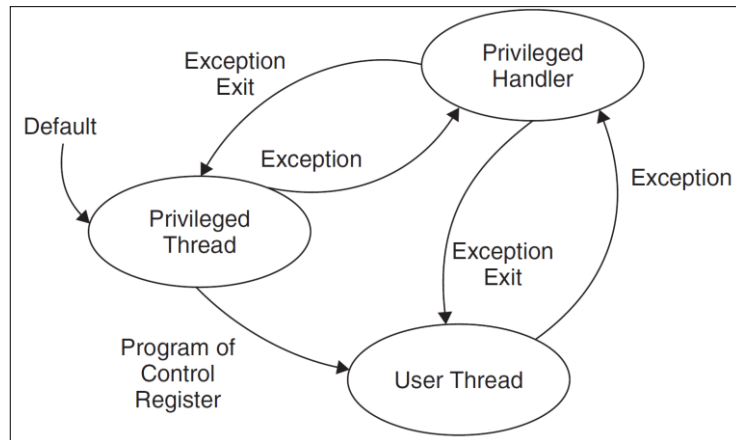 Privileged
Handler
Exception
Exit
Default
Exception
Exception
Privileged
Thread
Exception
Exit
Program of
Control
Register
User Thread